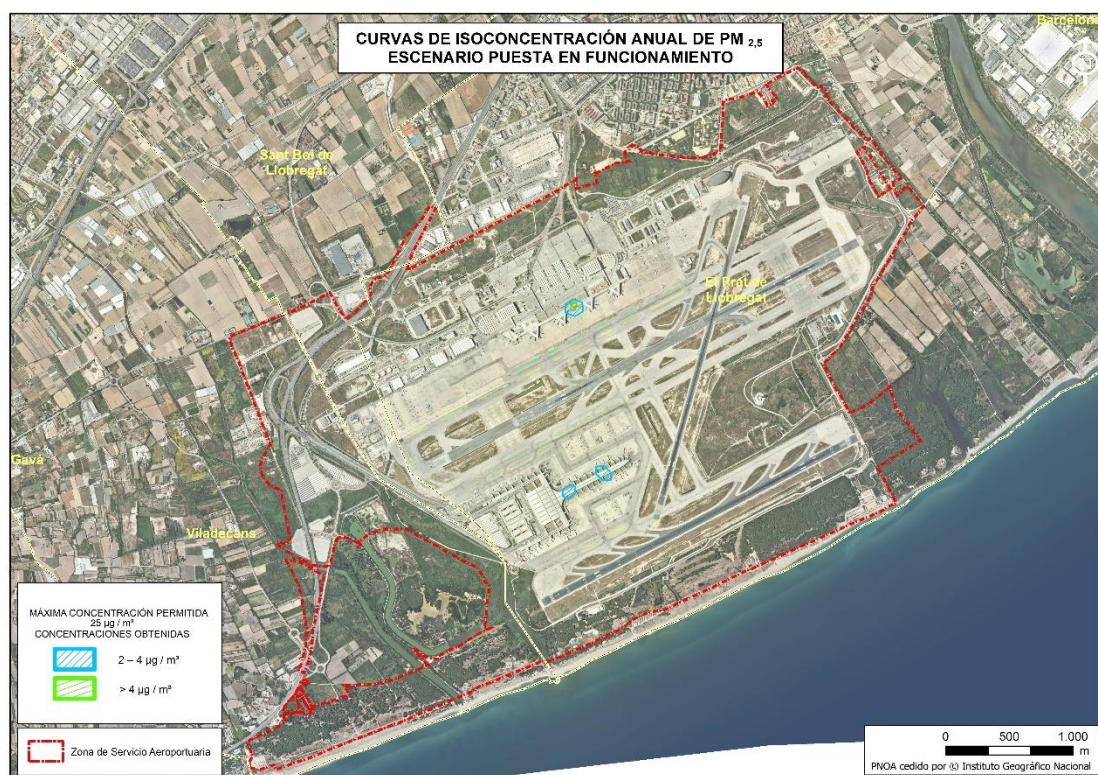 CURVAS DE ISOCONCENTRACIÓN ANUAL DE PM 2,5
ESCENARIO PUESTA EN FUNCIONAMIENTO
Barcelona
Sant Boi de
Llobregat
El Prat de
Llobregat
Gavà
Viladecans
MÁXIMA CONCENTRACIÓN PERMITIDA
25 µg / m³
CONCENTRACIONES OBTENIDAS
2 – 4 µg / m³
> 4 µg / m³
Zona de Servicio Aeroportuaria
0 500 1.000
m
PNOA cedido por © Instituto Geográfico Nacional